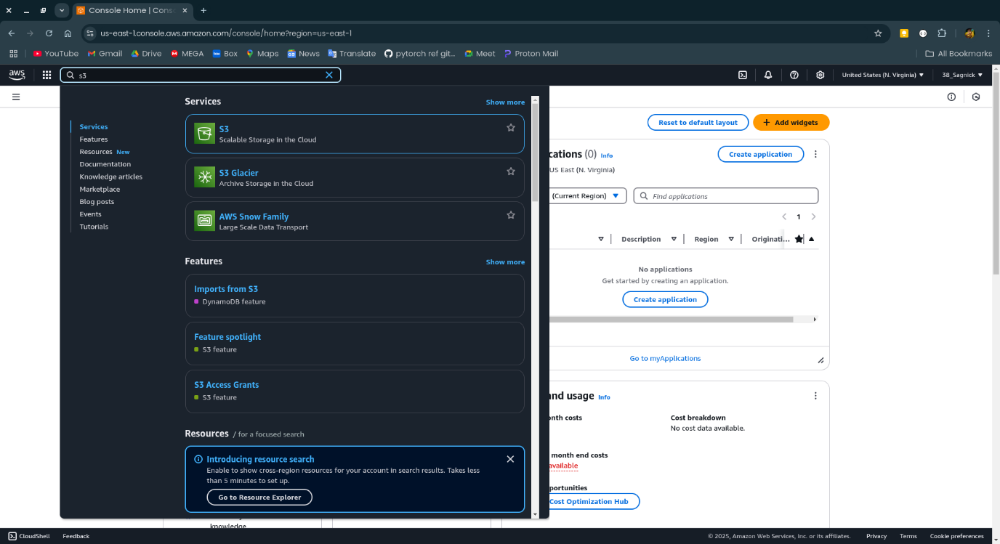 Console Home | Cons
us-east-1.console.aws.amazon.com/console/home?region=us-east-1
YouTube Gmail Drive MEGA Box Maps News Translate pytorch ref git... Meet Proton Mail All Bookmarks
aws s3 United States (N. Virginia) 38_Sagnick
Services
Features
Resources New
Documentation
Knowledge articles
Marketplace
Blog posts
Events
Tutorials
Services Show more
S3
Scalable Storage in the Cloud
S3 Glacier
Archive Storage in the Cloud
AWS Snow Family
Large Scale Data Transport
Features Show more
Imports from S3
DynamoDB feature
Feature spotlight
S3 feature
S3 Access Grants
S3 feature
Resources / for a focused search
Introducing resource search
Enable to show cross-region resources for your account in search results. Takes less
than 5 minutes to set up.
Go to Resource Explorer
knowledge
Reset to default layout Add widgets
cations (0) Info Create application
US East (N. Virginia)
(Current Region) Find applications
1
Description Region Originati...
No applications
Get started by creating an application.
Create application
Go to myApplications
and usage Info
onth costs
month end costs
available
portunities
Cost Optimization Hub
Cost breakdown
No cost data available.
CloudShell Feedback © 2025, Amazon Web Services, Inc. or its affiliates. Privacy Terms Cookie preferences